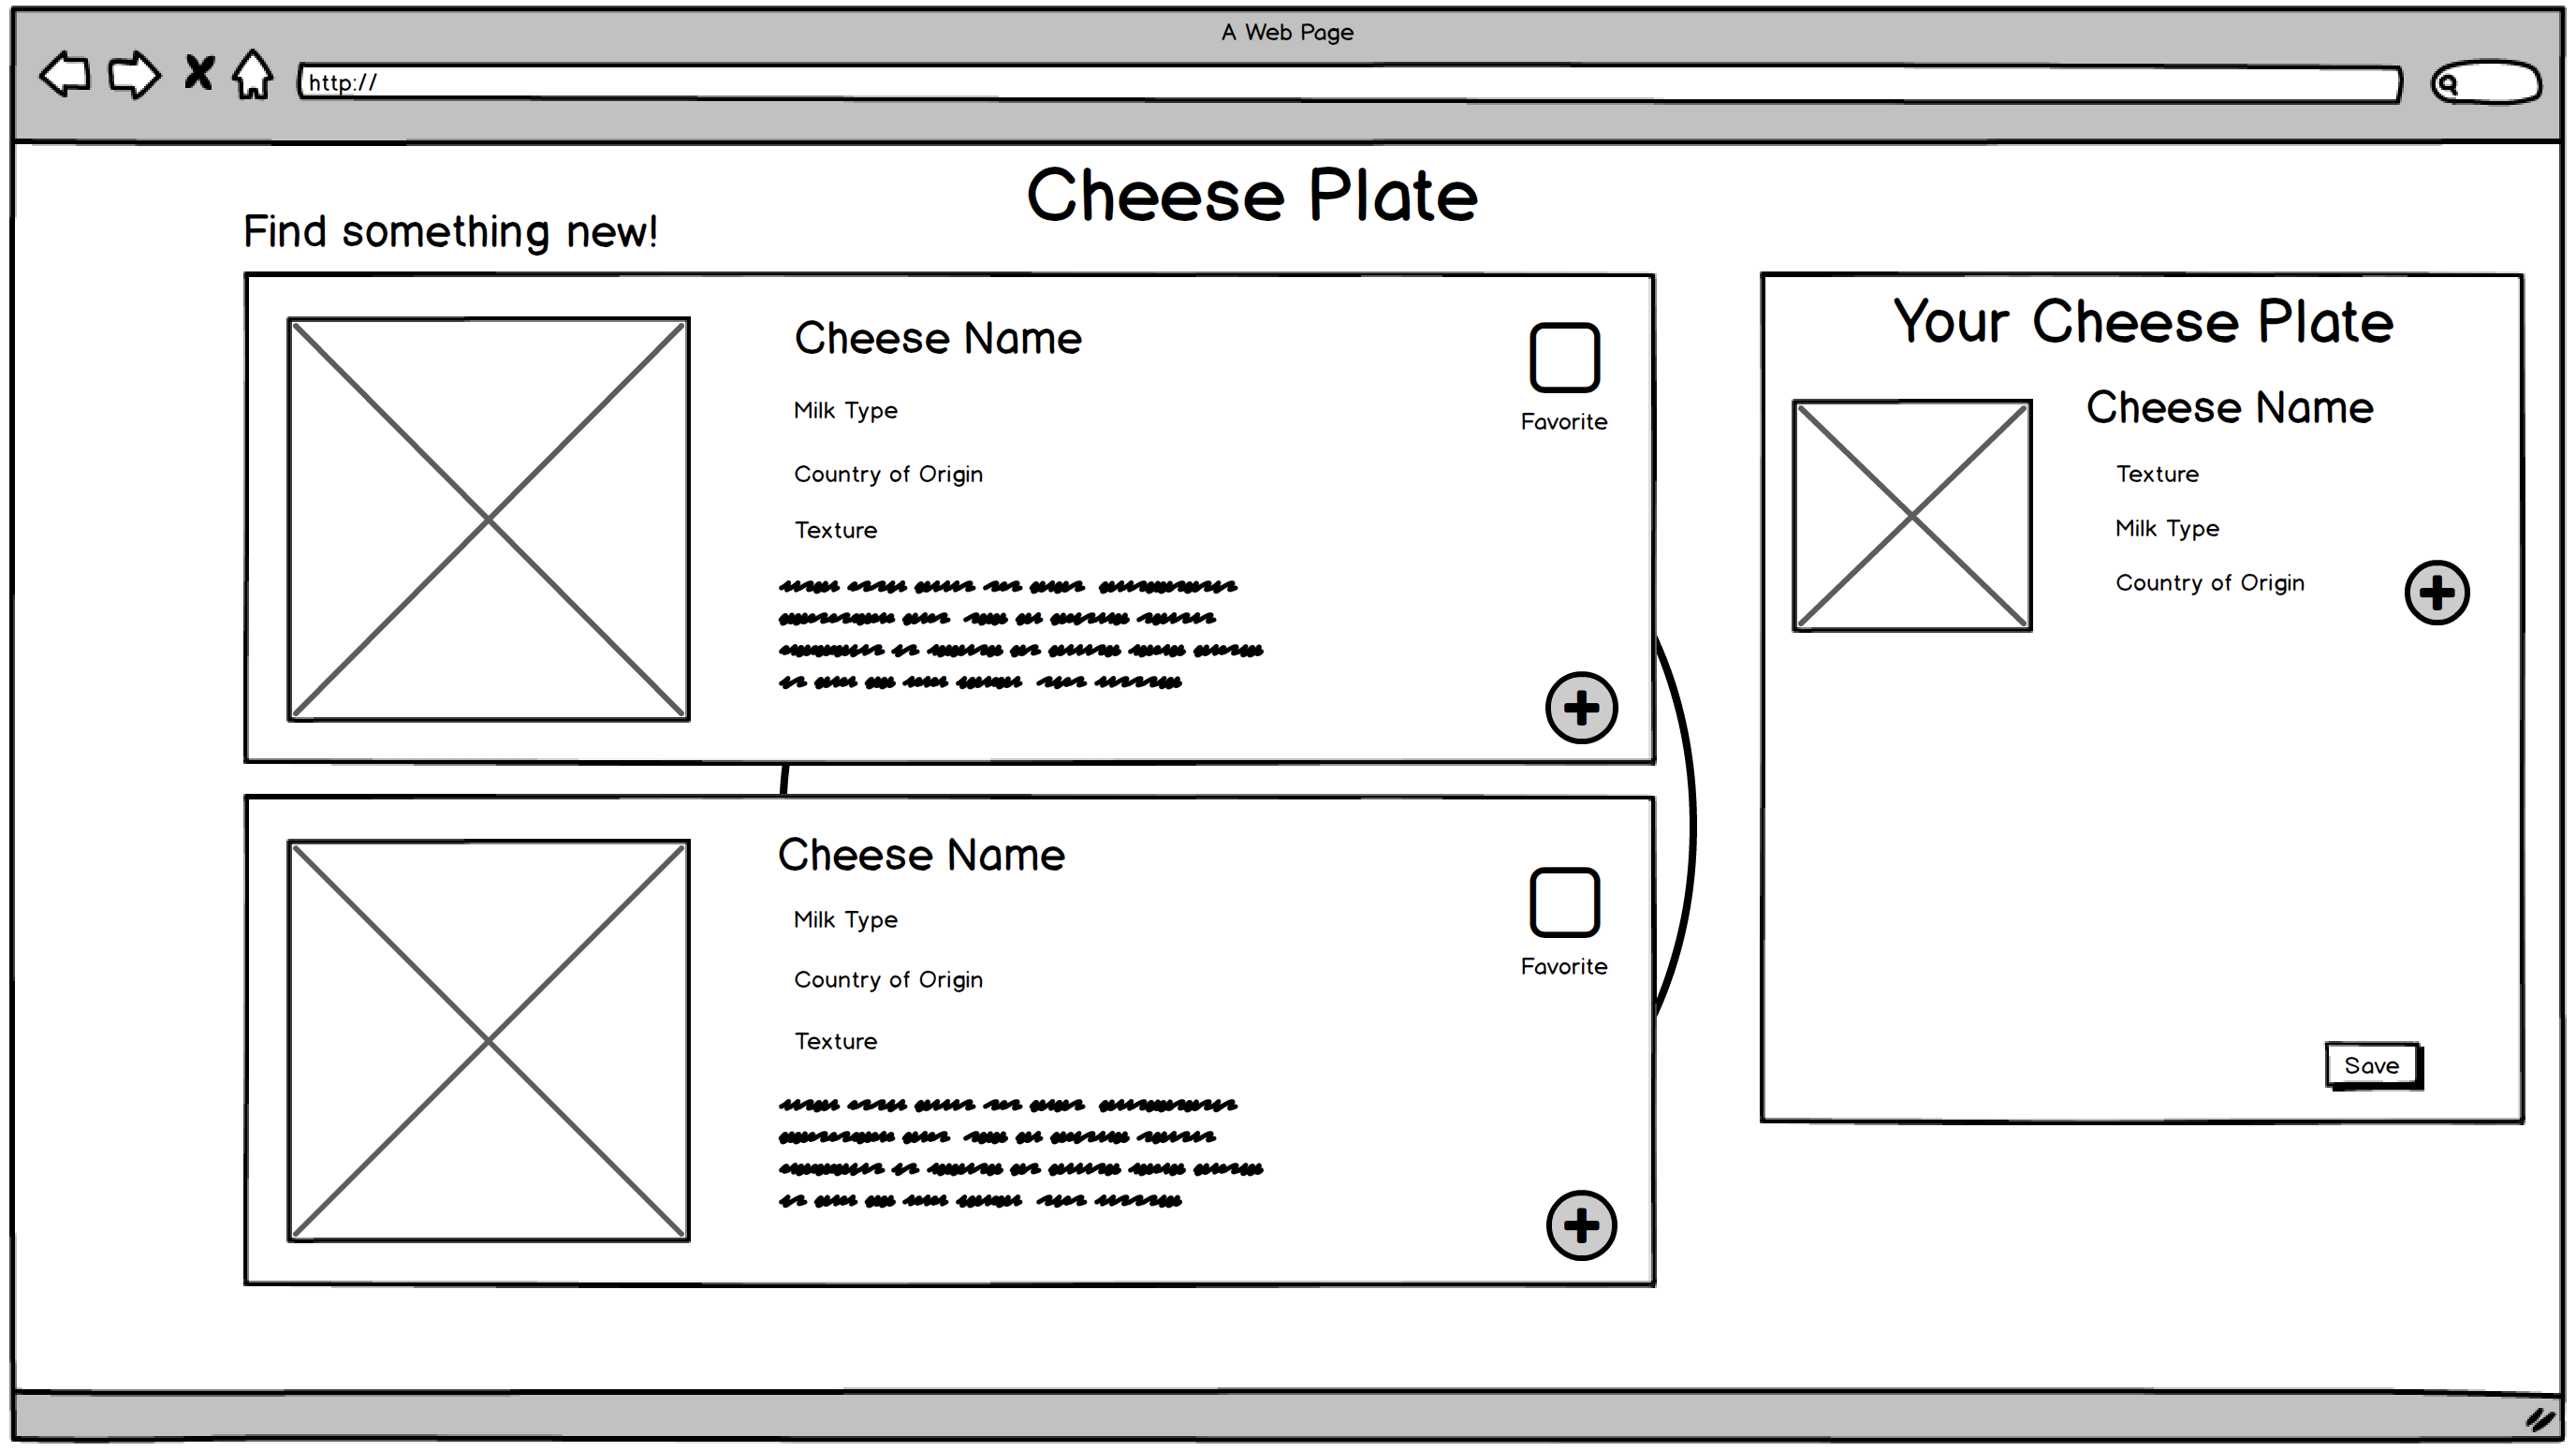 A Web Page
http://
Cheese Plate
Find something new!
Cheese Name
Milk Type
Country of Origin
Texture
Favorite
Cheese Name
Milk Type
Country of Origin
Texture
Favorite
Your Cheese Plate
Cheese Name
Texture
Milk Type
Country of Origin
Save